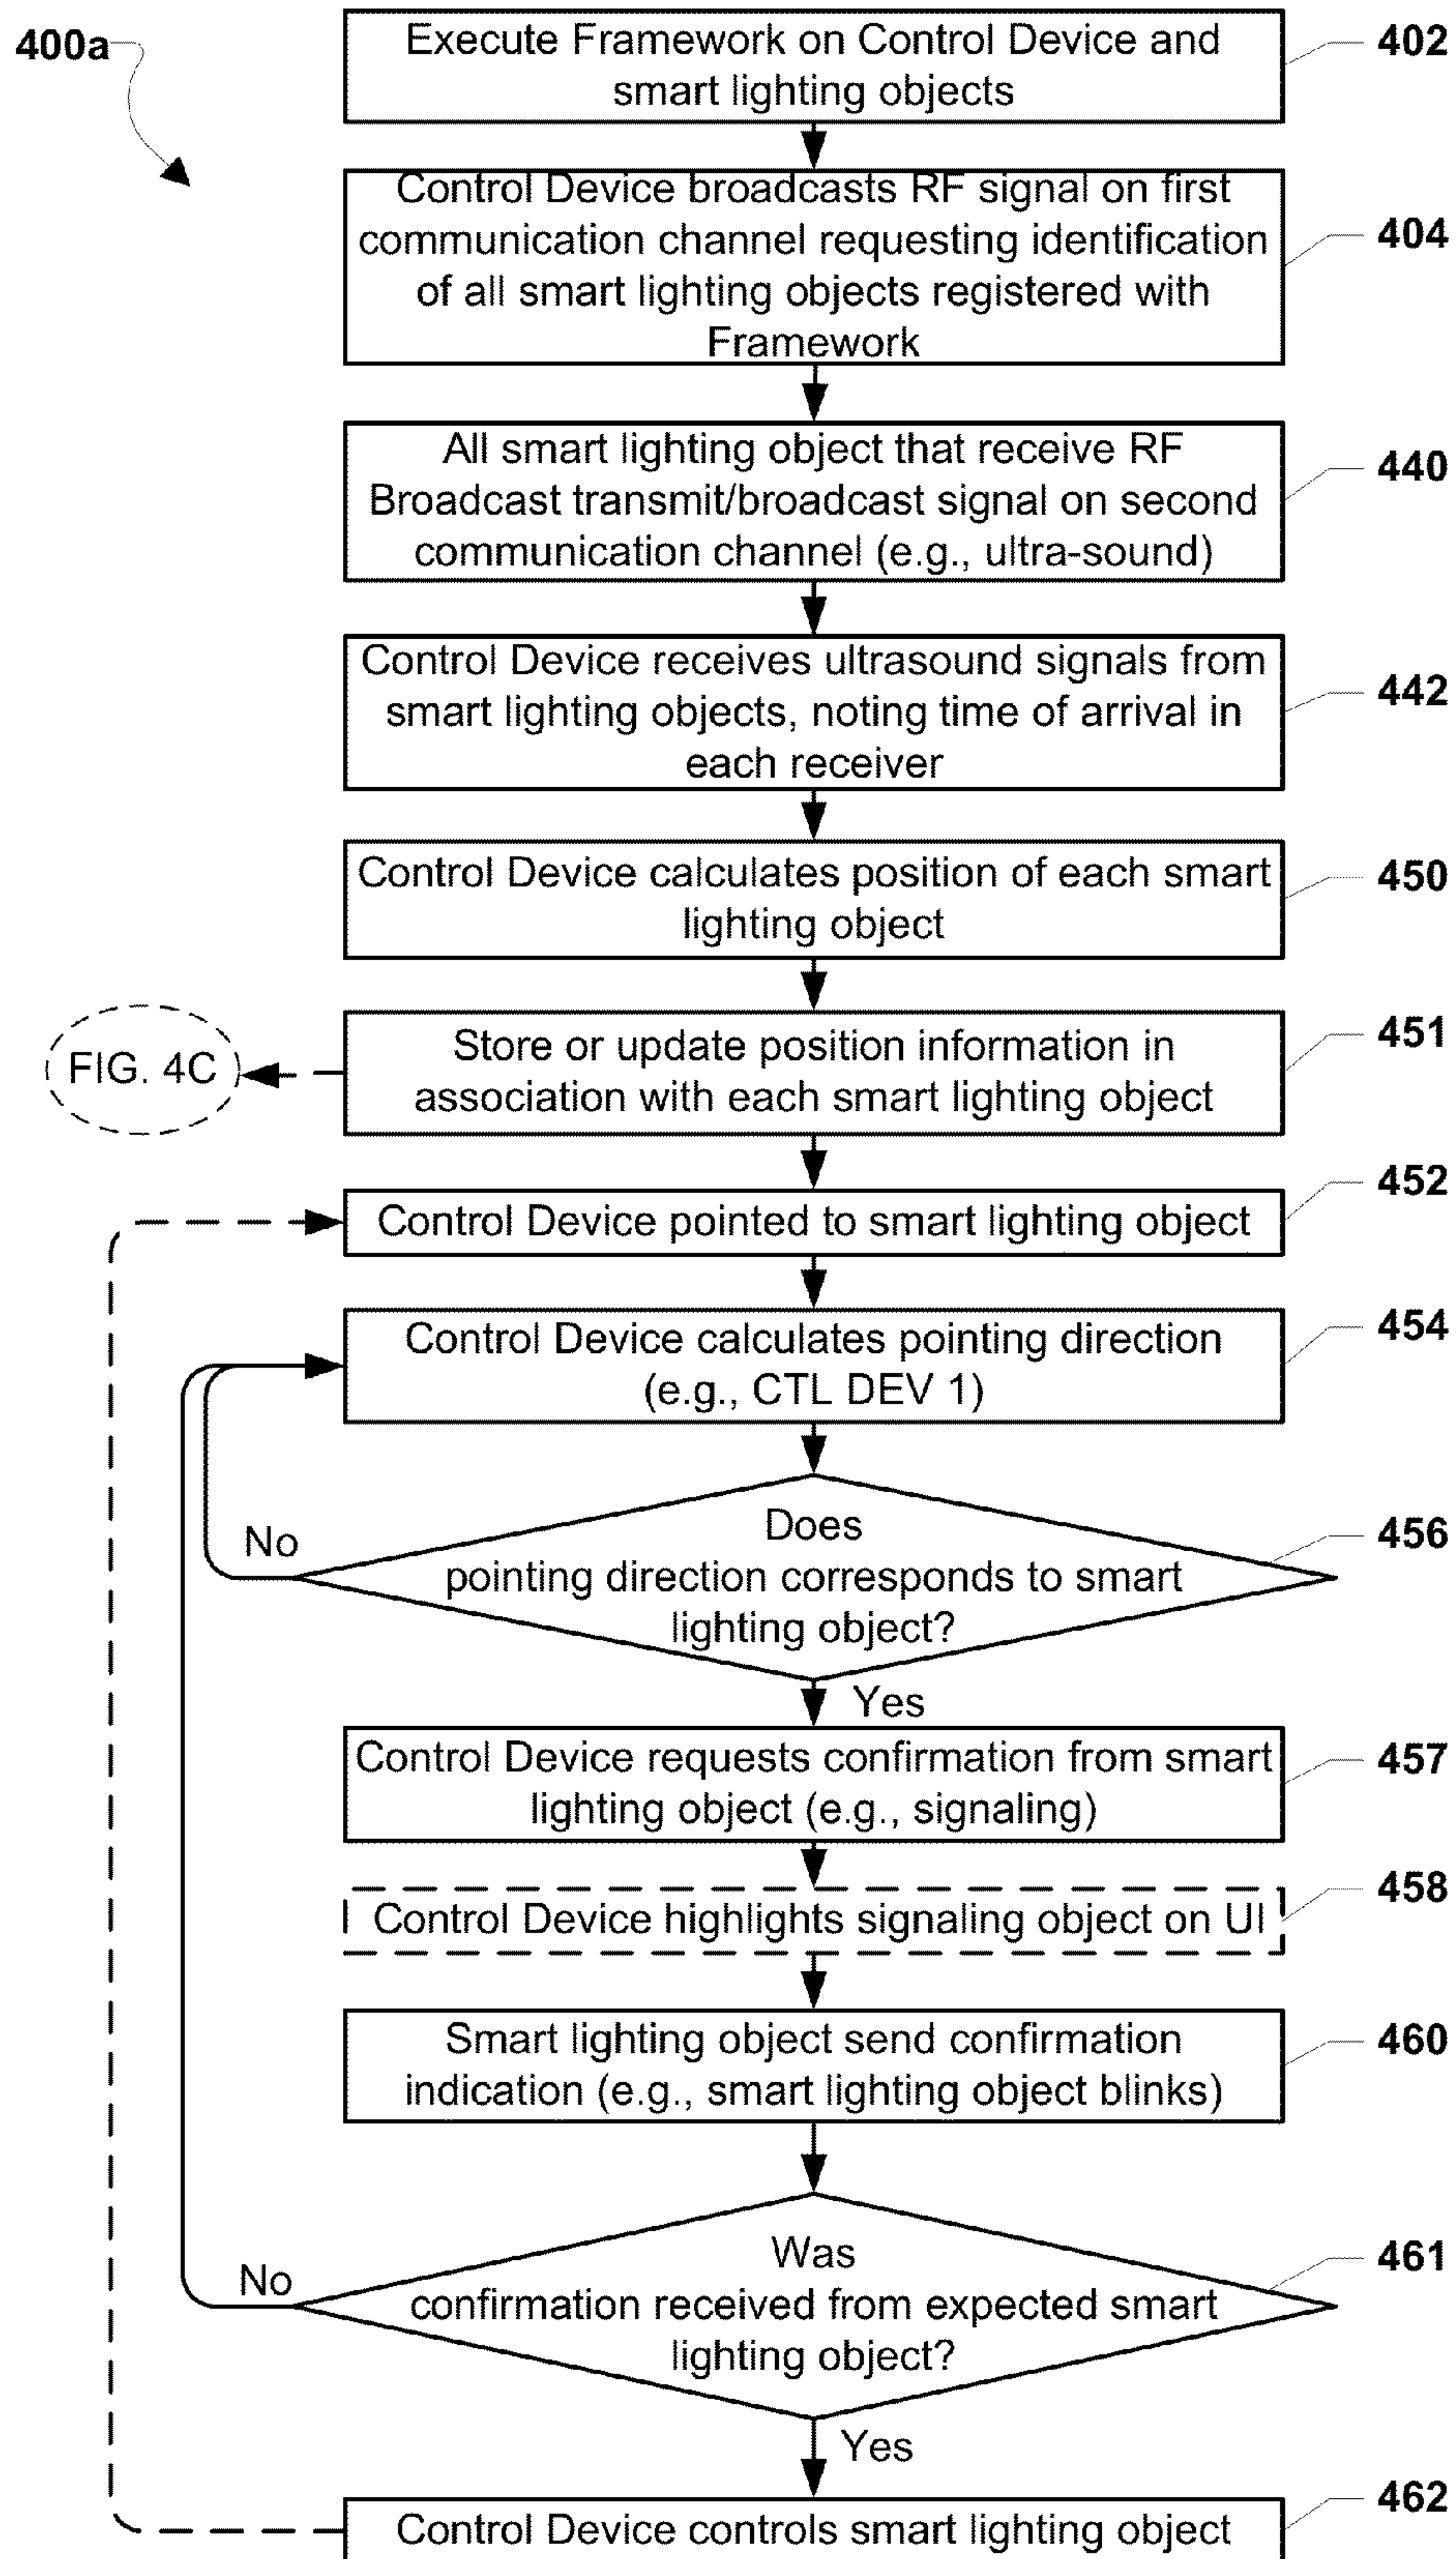 400a
Execute Framework on Control Device and
smart lighting objects
402
Control Device broadcasts RF signal on first
communication channel requesting identification
of all smart lighting objects registered with
Framework
404
All smart lighting object that receive RF
Broadcast transmit/broadcast signal on second
communication channel (e.g., ultra-sound)
440
Control Device receives ultrasound signals from
smart lighting objects, noting time of arrival in
each receiver
442
Control Device calculates position of each smart
lighting object
450
FIG. 4C
Store or update position information in
association with each smart lighting object
451
Control Device pointed to smart lighting object
452
Control Device calculates pointing direction
(e.g., CTL DEV 1)
454
Does
pointing direction corresponds to smart
lighting object?
456
No
Yes
Control Device requests confirmation from smart
lighting object (e.g., signaling)
457
Control Device highlights signaling object on UI
458
Smart lighting object send confirmation
indication (e.g., smart lighting object blinks)
460
Was
confirmation received from expected smart
lighting object?
461
No
Yes
Control Device controls smart lighting object
462